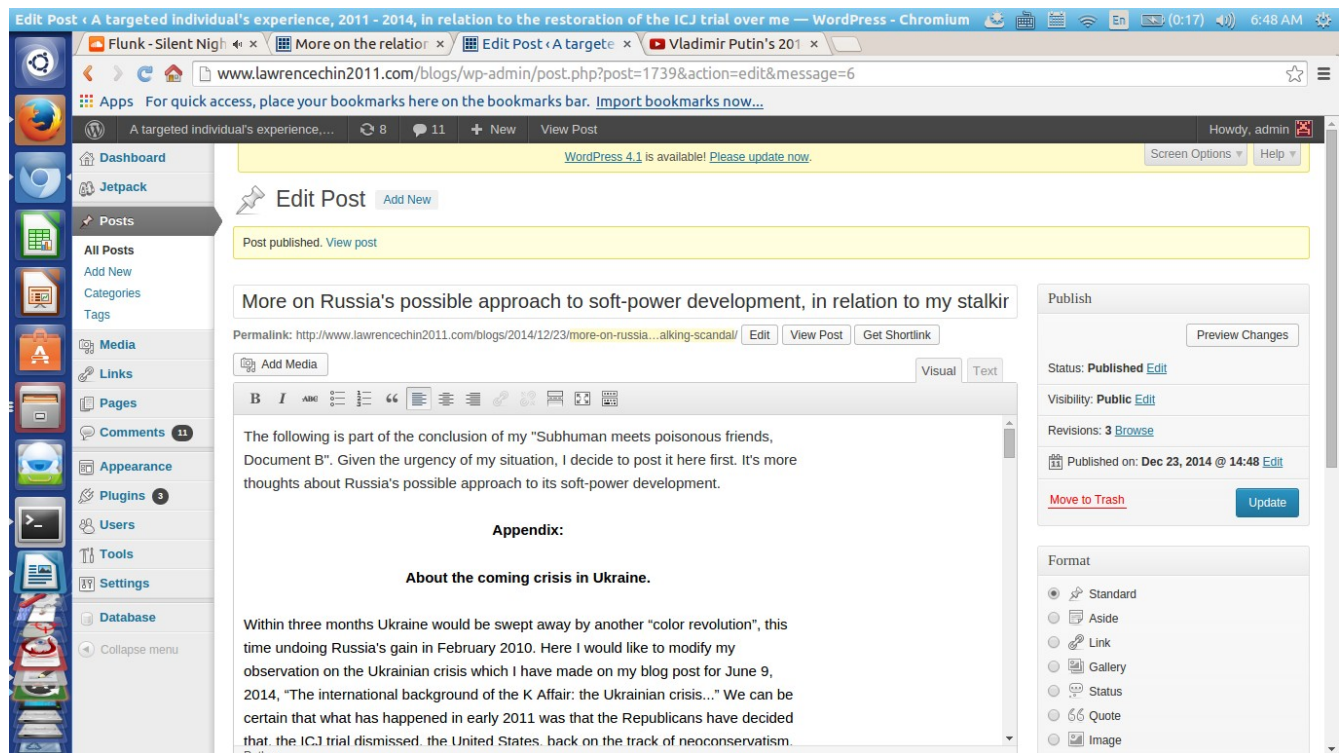 Edit Post ‹ A targeted individual's experience, 2011 - 2014, in relation to the restoration of the ICJ trial over me — WordPress - Chromium En (0:17) 6:48 AM
Flunk - Silent Nigh × More on the relation × Edit Post ‹ A targete × Vladimir Putin's 201 ×
www.lawrencechin2011.com/blogs/wp-admin/post.php?post=1739&action=edit&message=6
Apps For quick access, place your bookmarks here on the bookmarks bar. Import bookmarks now...
A targeted individual's experience,... 8 11 + New View Post Howdy, admin
WordPress 4.1 is available! Please update now. Screen Options Help
Dashboard
Jetpack
Posts
All Posts
Add New
Categories
Tags
Media
Links
Pages
Comments 11
Appearance
Plugins 3
Users
Tools
Settings
Database
Collapse menu
Edit Post Add New
Post published. View post
More on Russia's possible approach to soft-power development, in relation to my stalkin
Permalink: http://www.lawrencechin2011.com/blogs/2014/12/23/more-on-russia…alking-scandal/ Edit View Post Get Shortlink
Add Media Visual Text
B I ABC
The following is part of the conclusion of my "Subhuman meets poisonous friends,
Document B". Given the urgency of my situation, I decide to post it here first. It's more
thoughts about Russia's possible approach to its soft-power development.
Appendix:
About the coming crisis in Ukraine.
Within three months Ukraine would be swept away by another “color revolution”, this
time undoing Russia's gain in February 2010. Here I would like to modify my
observation on the Ukrainian crisis which I have made on my blog post for June 9,
2014, “The international background of the K Affair: the Ukrainian crisis...” We can be
certain that what has happened in early 2011 was that the Republicans have decided
that, the ICJ trial dismissed, the United States, back on the track of neoconservatism,
Publish
Preview Changes
Status: Published Edit
Visibility: Public Edit
Revisions: 3 Browse
Published on: Dec 23, 2014 @ 14:48 Edit
Move to Trash Update
Format
Standard
Aside
Link
Gallery
Status
Quote
Image